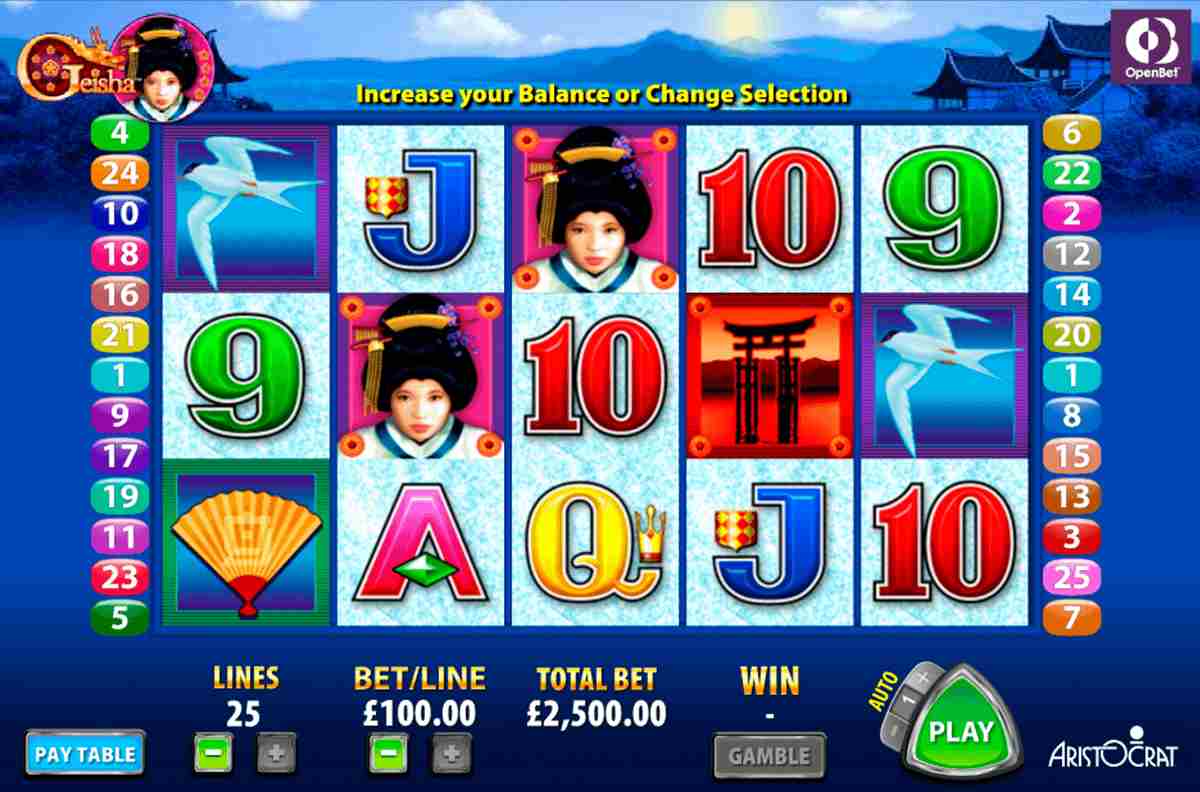 Geisha
OpenBet
Increase your Balance or Change Selection
4
24
10
18
16
21
1
9
17
19
11
23
5
J
10
9
9
10
A
Q
J
10
6
22
2
12
14
20
1
8
15
13
3
25
7
LINES
25
BET/LINE
£100.00
TOTAL BET
£2,500.00
WIN
-
AUTO
- 1 +
PLAY
PAY TABLE
- +
- +
GAMBLE
ARISTOCRAT